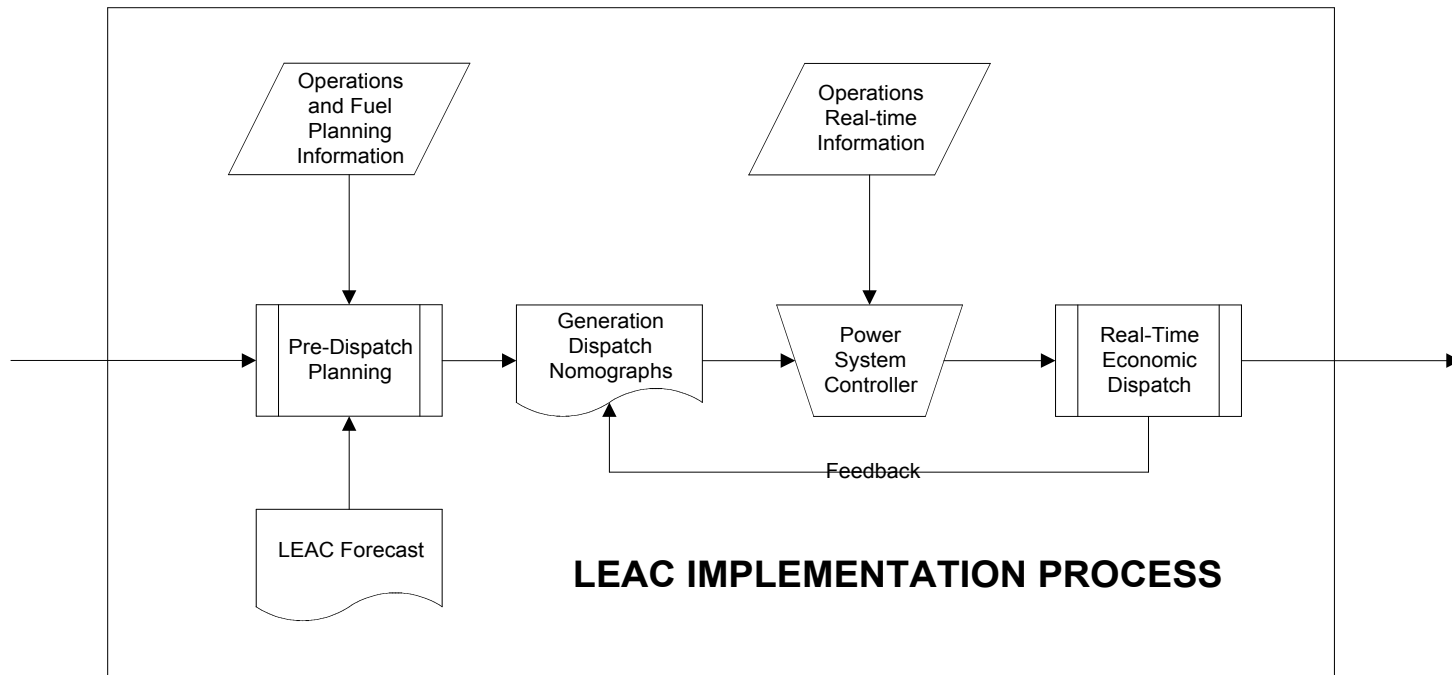 Operations
and Fuel
Planning
Information
Operations
Real-time
Information
Pre-Dispatch
Planning
Generation
Dispatch
Nomographs
Power
System
Controller
Real-Time
Economic
Dispatch
Feedback
LEAC Forecast
LEAC IMPLEMENTATION PROCESS